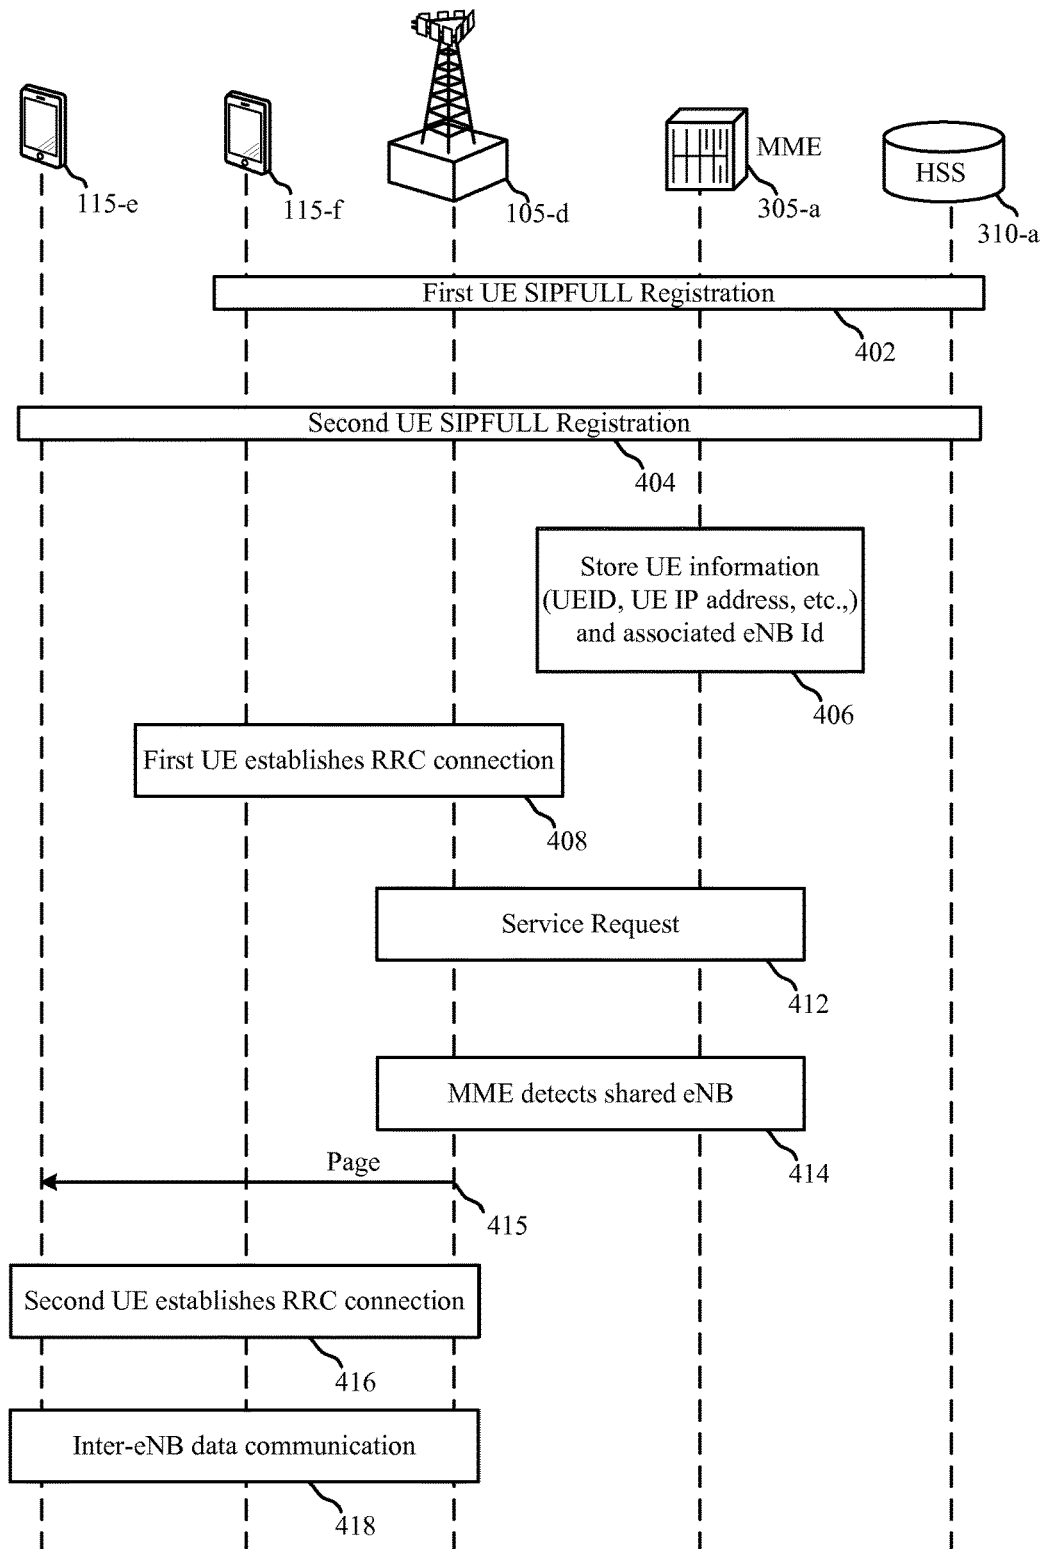 MME
HSS
115-e
115-f
105-d
305-a
310-a
First UE SIPFULL Registration
402
Second UE SIPFULL Registration
404
Store UE information
(UEID, UE IP address, etc.,)
and associated eNB Id
406
First UE establishes RRC connection
408
Service Request
412
MME detects shared eNB
414
Page
415
Second UE establishes RRC connection
416
Inter-eNB data communication
418